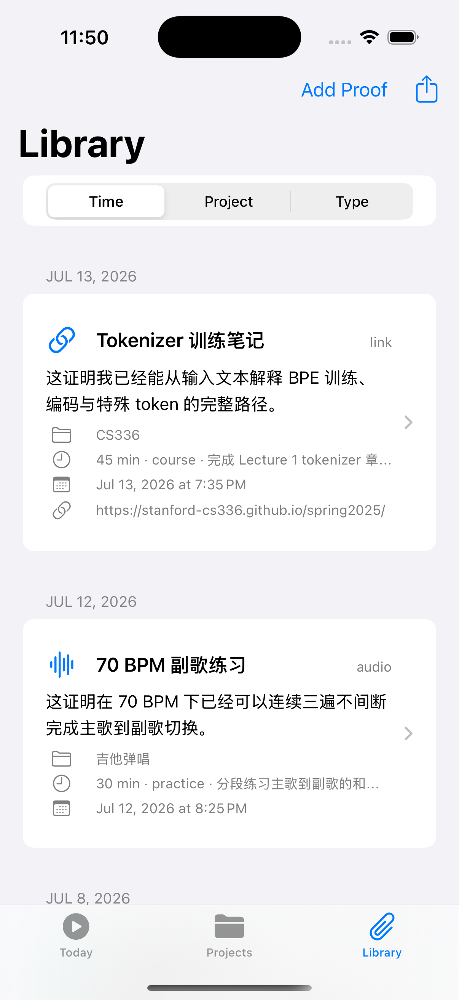 11:50
Add Proof
Library
Time
Project
Type
JUL 13, 2026
Tokenizer 训练笔记
link
这证明我已经能从输入文本解释 BPE 训练、
编码与特殊 token 的完整路径。
CS336
45 min · course · 完成 Lecture 1 tokenizer 章...
Jul 13, 2026 at 7:35 PM
https://stanford-cs336.github.io/spring2025/
JUL 12, 2026
70 BPM 副歌练习
audio
这证明在 70 BPM 下已经可以连续三遍不间断
完成主歌到副歌切换。
吉他弹唱
30 min · practice · 分段练习主歌到副歌的和...
Jul 12, 2026 at 8:25 PM
JUL 8, 2026
Today
Projects
Library